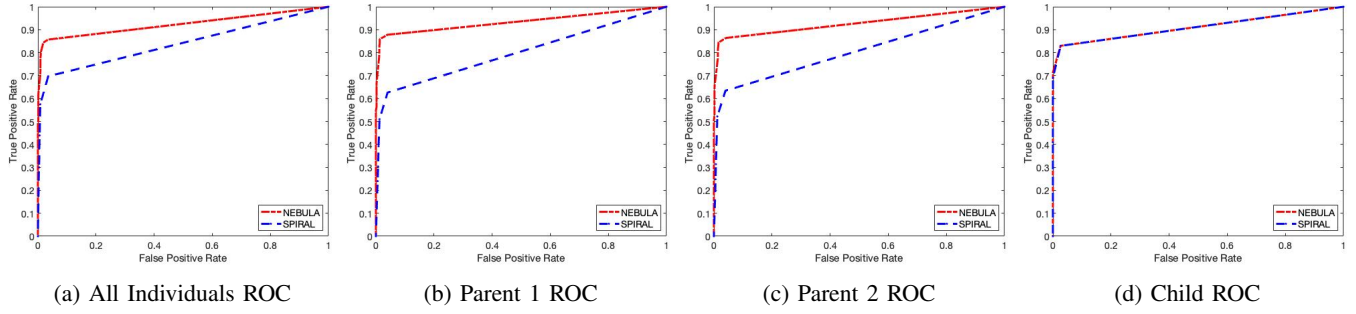 1
0.9
0.8
0.7
0.6
0.5
0.4
0.3
0.2
0.1
0
0 0.2 0.4 0.6 0.8 1
True Positive Rate
False Positive Rate
NEBULA
SPIRAL
(a) All Individuals ROC
1
0.9
0.8
0.7
0.6
0.5
0.4
0.3
0.2
0.1
0
0 0.2 0.4 0.6 0.8 1
True Positive Rate
False Positive Rate
NEBULA
SPIRAL
(b) Parent 1 ROC
1
0.9
0.8
0.7
0.6
0.5
0.4
0.3
0.2
0.1
0
0 0.2 0.4 0.6 0.8 1
True Positive Rate
False Positive Rate
NEBULA
SPIRAL
(c) Parent 2 ROC
1
0.9
0.8
0.7
0.6
0.5
0.4
0.3
0.2
0.1
0
0 0.2 0.4 0.6 0.8 1
True Positive Rate
False Positive Rate
NEBULA
SPIRAL
(d) Child ROC